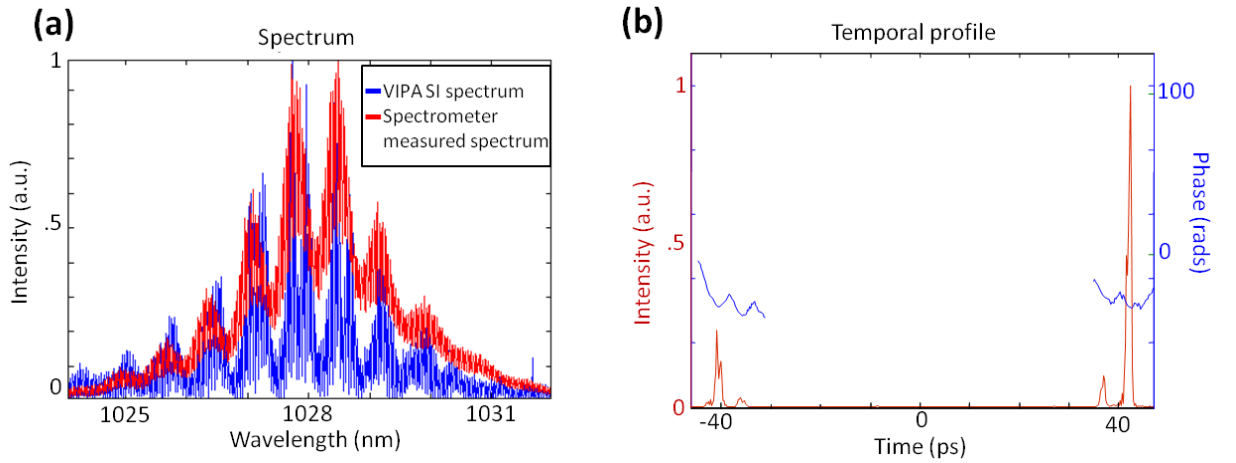 (a)
Spectrum
1
.5
0
Intensity (a.u.)
VIPA SI spectrum
Spectrometer
measured spectrum
1025
1028
1031
Wavelength (nm)
(b)
Temporal profile
1
.5
0
Intensity (a.u.)
100
0
Phase (rads)
-40
0
40
Time (ps)